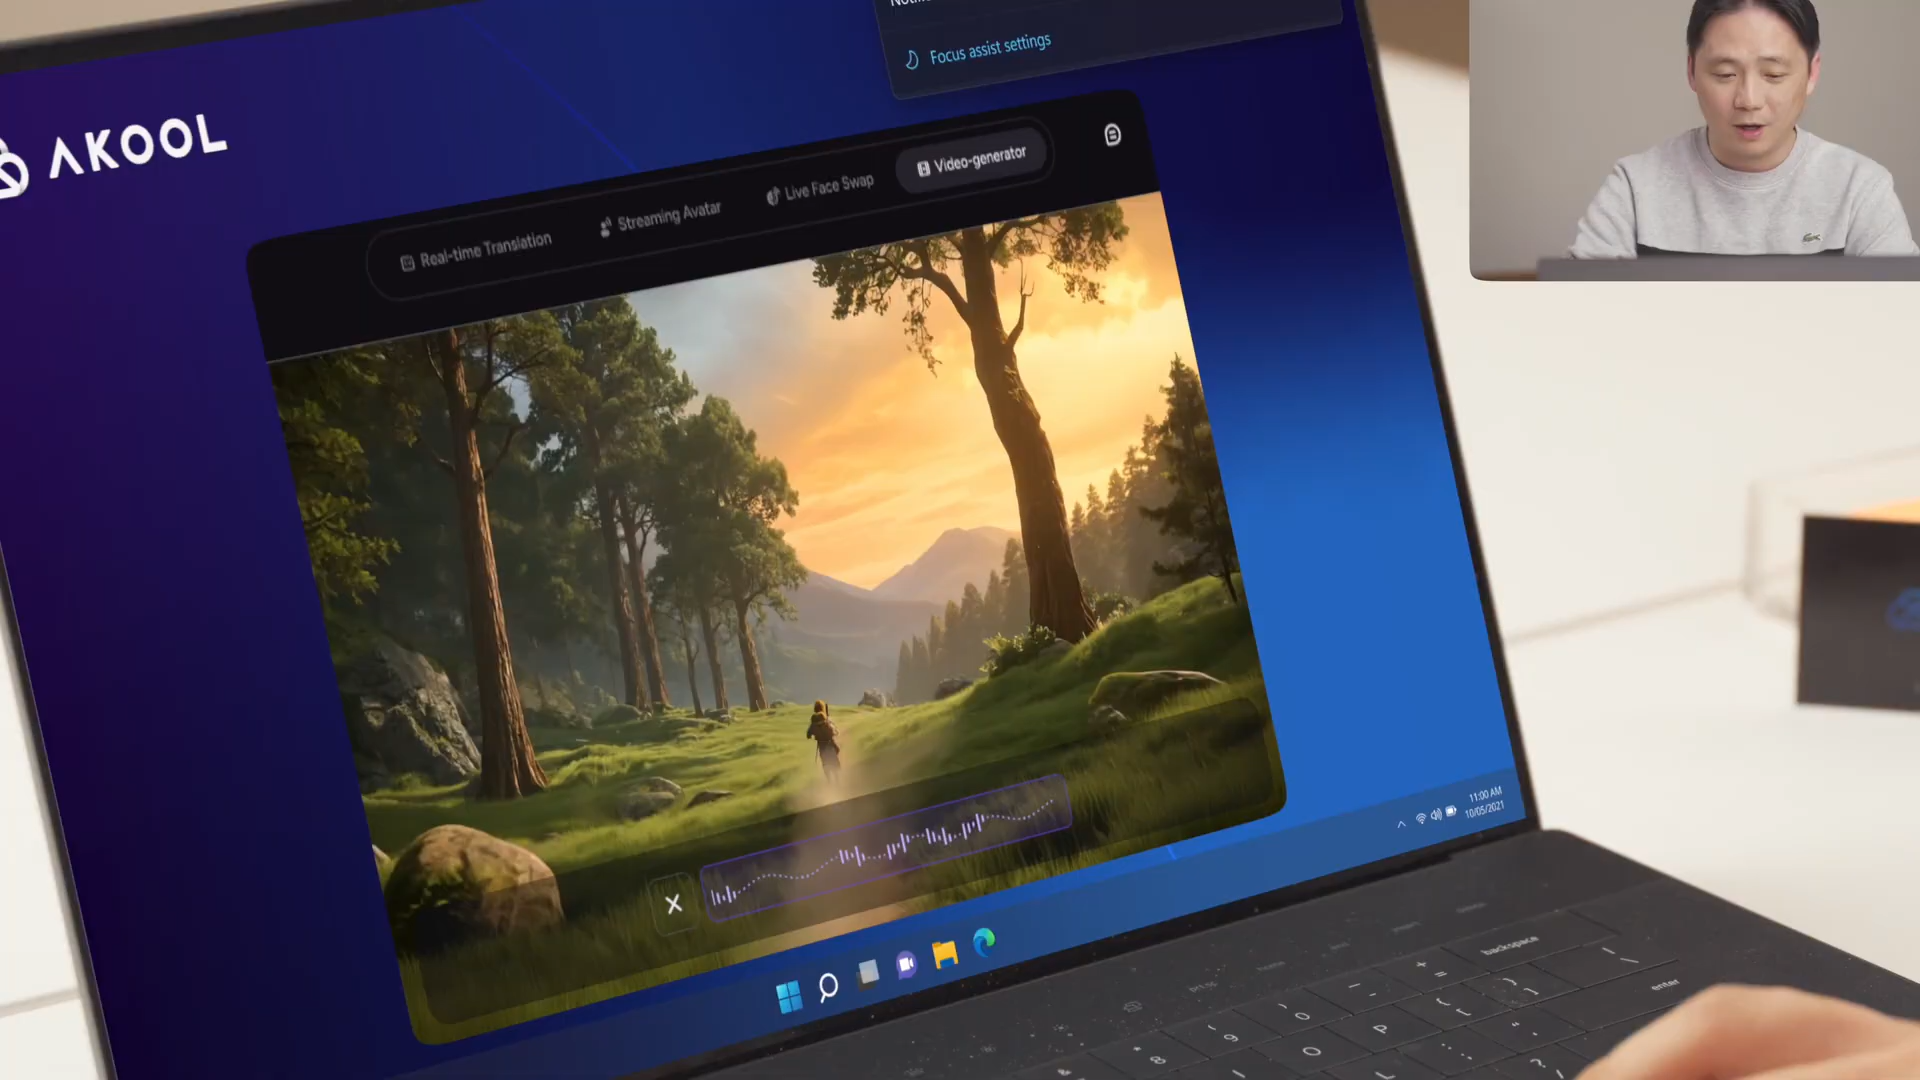 Focus assist settings
AKOOL
Real-time Translation
Streaming Avatar
Live Face Swap
Video-generator
11:00 AM
10/05/2021
backspace
enter